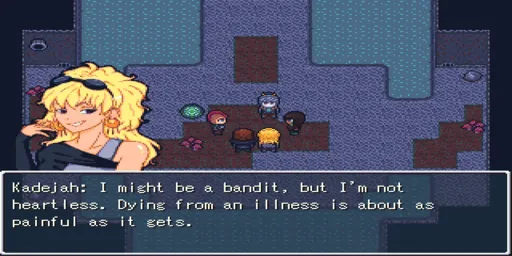 Kadejah: I might be a bandit, but I'm not
heartless. Dying from an illness is about as
painful as it gets.